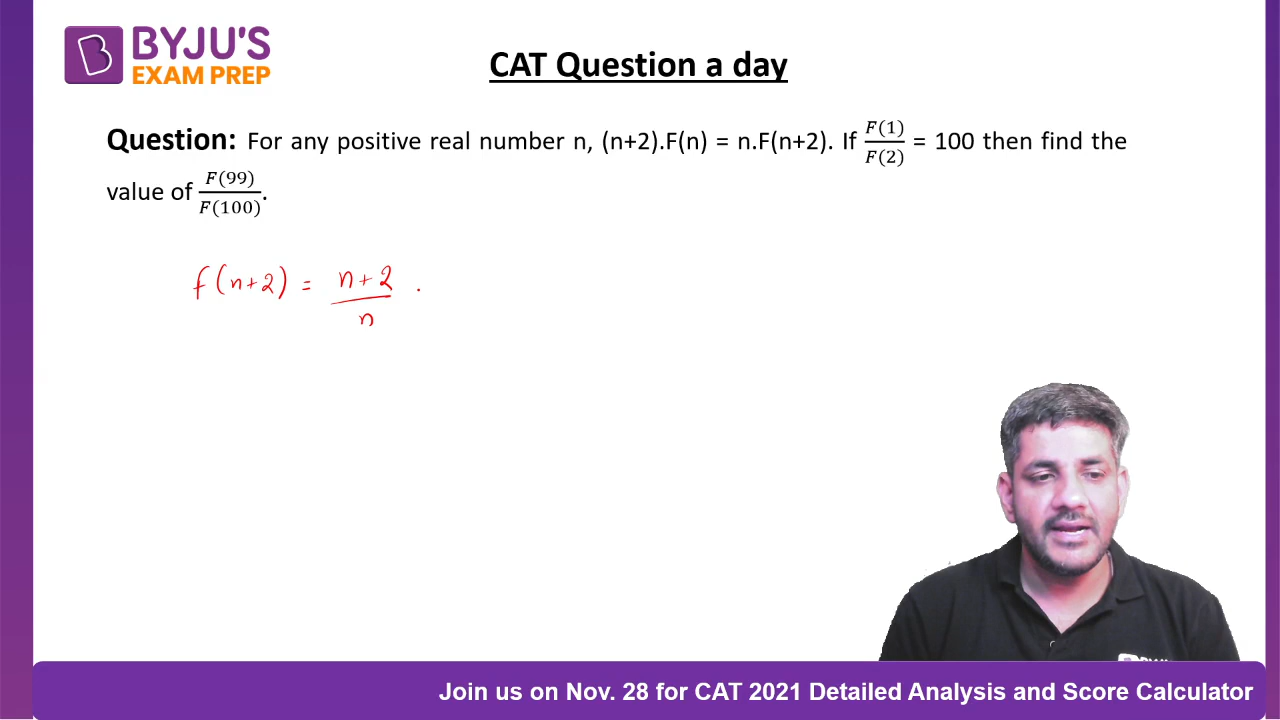 BYJU'S
EXAM PREP
CAT Question a day
Question: For any positive real number n, (n+2).F(n) = n.F(n+2). If F(1)/F(2) = 100 then find the
value of F(99)/F(100).
f(n+2) = n+2/n .
Join us on Nov. 28 for CAT 2021 Detailed Analysis and Score Calculator